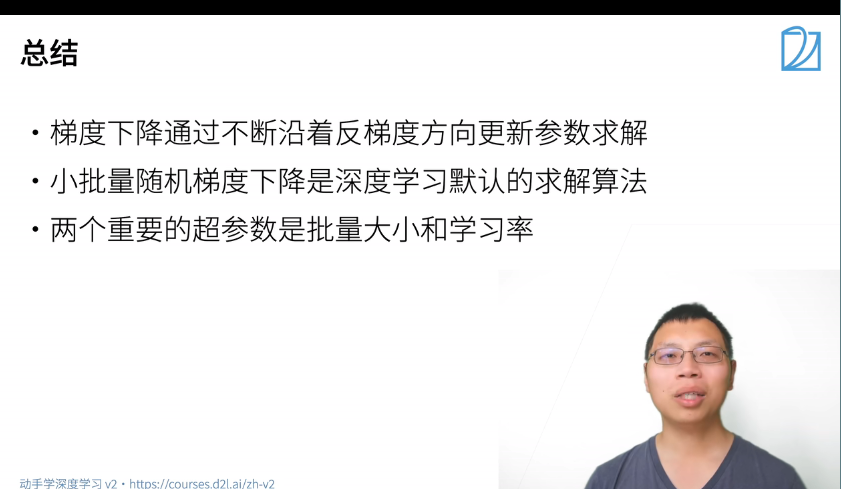 总结
• 梯度下降通过不断沿着反梯度方向更新参数求解
• 小批量随机梯度下降是深度学习默认的求解算法
• 两个重要的超参数是批量大小和学习率
动手学深度学习 v2 • https://courses.d2l.ai/zh-v2